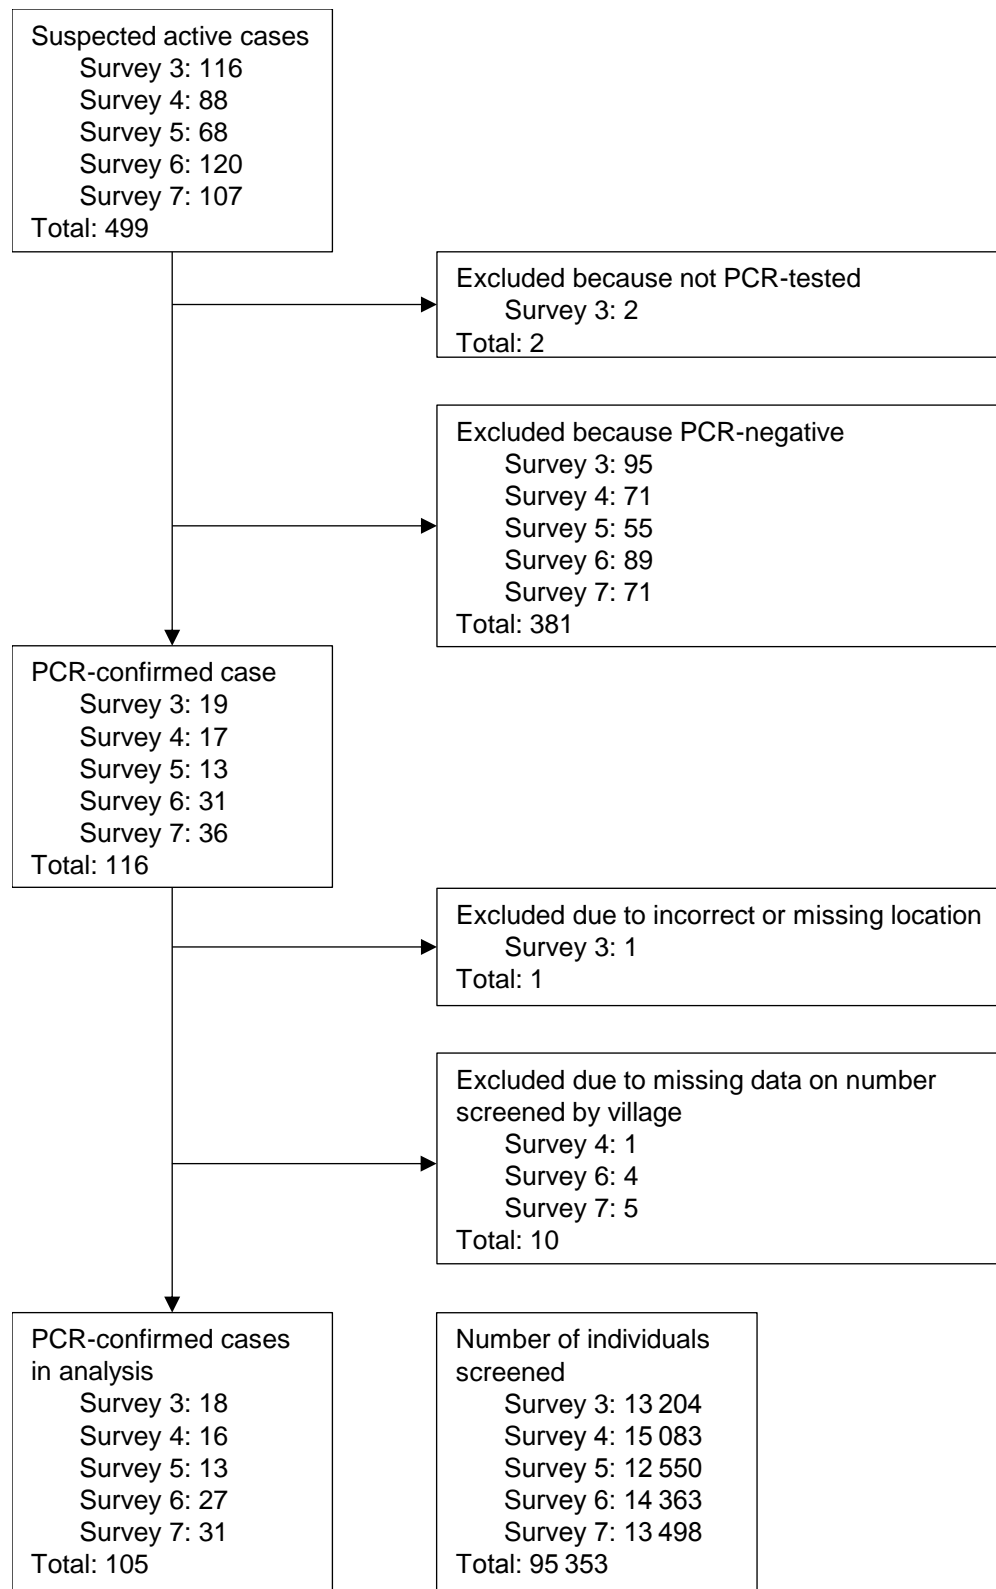 Suspected active cases
Survey 3: 116
Survey 4: 88
Survey 5: 68
Survey 6: 120
Survey 7: 107
Total: 499
Excluded because not PCR-tested
Survey 3: 2
Total: 2
Excluded because PCR-negative
Survey 3: 95
Survey 4: 71
Survey 5: 55
Survey 6: 89
Survey 7: 71
Total: 381
PCR-confirmed case
Survey 3: 19
Survey 4: 17
Survey 5: 13
Survey 6: 31
Survey 7: 36
Total: 116
Excluded due to incorrect or missing location
Survey 3: 1
Total: 1
Excluded due to missing data on number
screened by village
Survey 4: 1
Survey 6: 4
Survey 7: 5
Total: 10
PCR-confirmed cases
in analysis
Survey 3: 18
Survey 4: 16
Survey 5: 13
Survey 6: 27
Survey 7: 31
Total: 105
Number of individuals
screened
Survey 3: 13 204
Survey 4: 15 083
Survey 5: 12 550
Survey 6: 14 363
Survey 7: 13 498
Total: 95 353